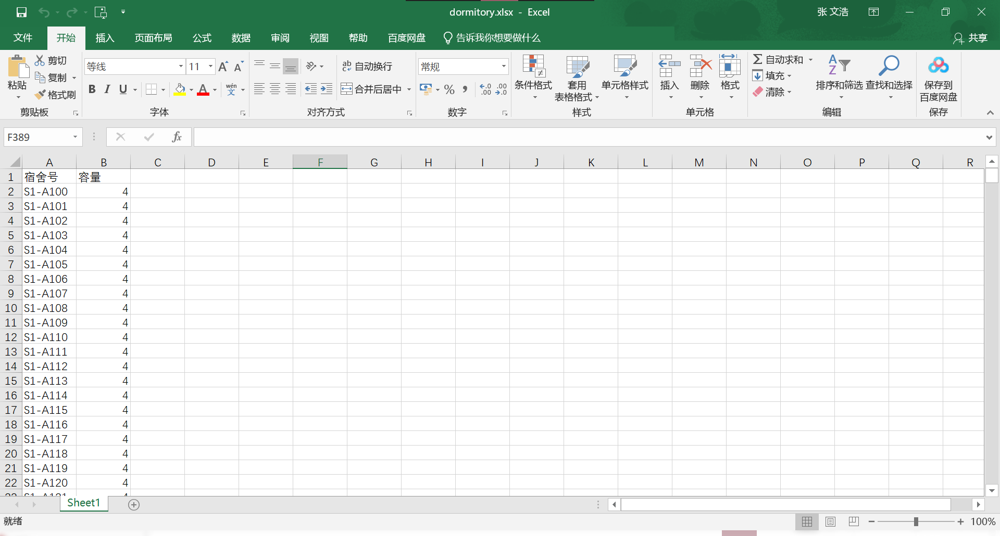 dormitory.xlsx - Excel
张 文浩
文件 开始 插入 页面布局 公式 数据 审阅 视图 帮助 百度网盘 告诉我你想要做什么 共享
粘贴 剪切 复制 格式刷
等线 11 A A
B I U A wén 文
ab 自动换行
合并后居中
常规
% , .0 .00 .00 .0
条件格式 套用 表格格式 单元格样式
插入 删除 格式
Σ 自动求和
填充
清除
A Z 排序和筛选 查找和选择
保存到 百度网盘
剪贴板 字体 对齐方式 数字 样式 单元格 编辑 保存
F389 fx
A B C D E F G H I J K L M N O P Q R
1 宿舍号 容量
2 S1-A100 4
3 S1-A101 4
4 S1-A102 4
5 S1-A103 4
6 S1-A104 4
7 S1-A105 4
8 S1-A106 4
9 S1-A107 4
10 S1-A108 4
11 S1-A109 4
12 S1-A110 4
13 S1-A111 4
14 S1-A112 4
15 S1-A113 4
16 S1-A114 4
17 S1-A115 4
18 S1-A116 4
19 S1-A117 4
20 S1-A118 4
21 S1-A119 4
22 S1-A120 4
23 S1-A121 4
Sheet1
就绪
100%